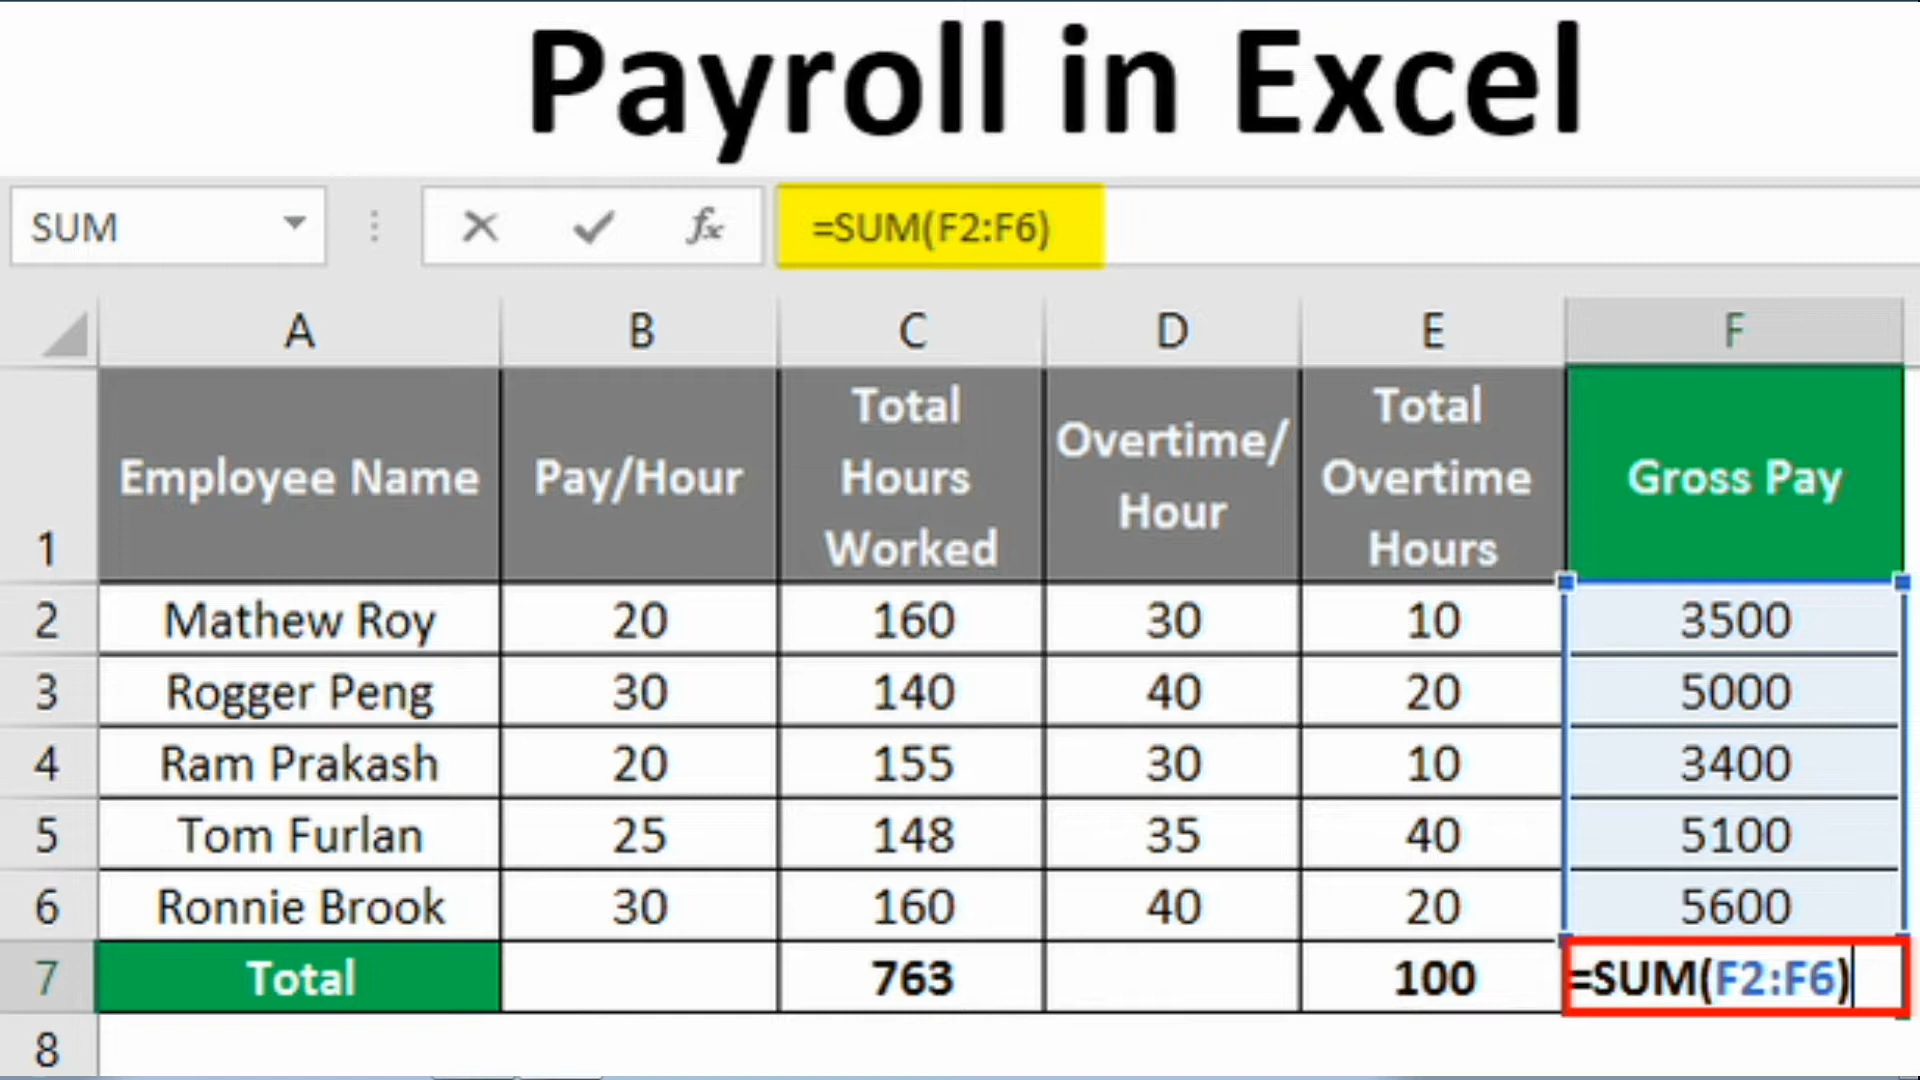 Payroll in Excel
SUM fx =SUM(F2:F6)
A B C D E F
1 Employee Name Pay/Hour Total Hours Worked Overtime/ Hour Total Overtime Hours Gross Pay
2 Mathew Roy 20 160 30 10 3500
3 Rogger Peng 30 140 40 20 5000
4 Ram Prakash 20 155 30 10 3400
5 Tom Furlan 25 148 35 40 5100
6 Ronnie Brook 30 160 40 20 5600
7 Total 763 100 =SUM(F2:F6)
8